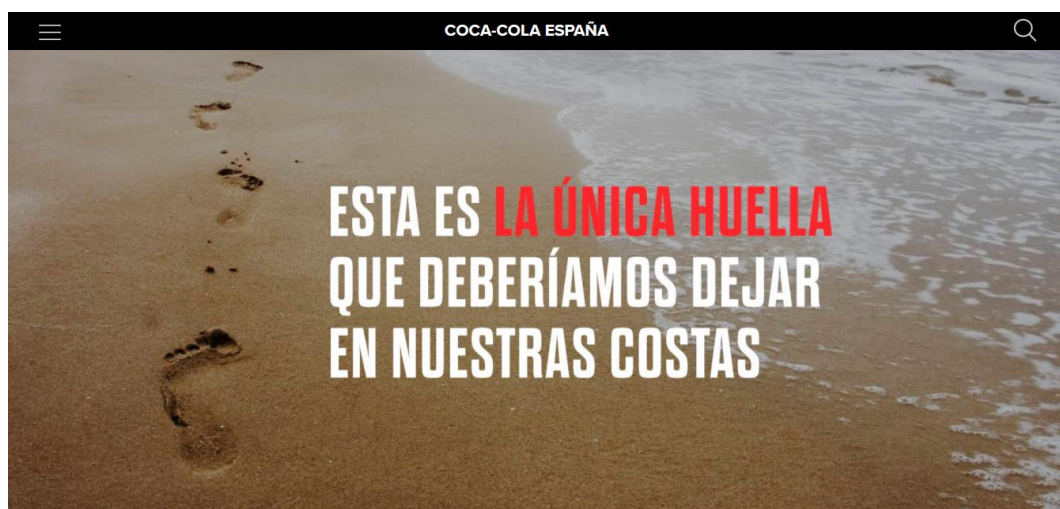 COCA-COLA ESPAÑA
ESTA ES LA ÚNICA HUELLA
QUE DEBERÍAMOS DEJAR
EN NUESTRAS COSTAS